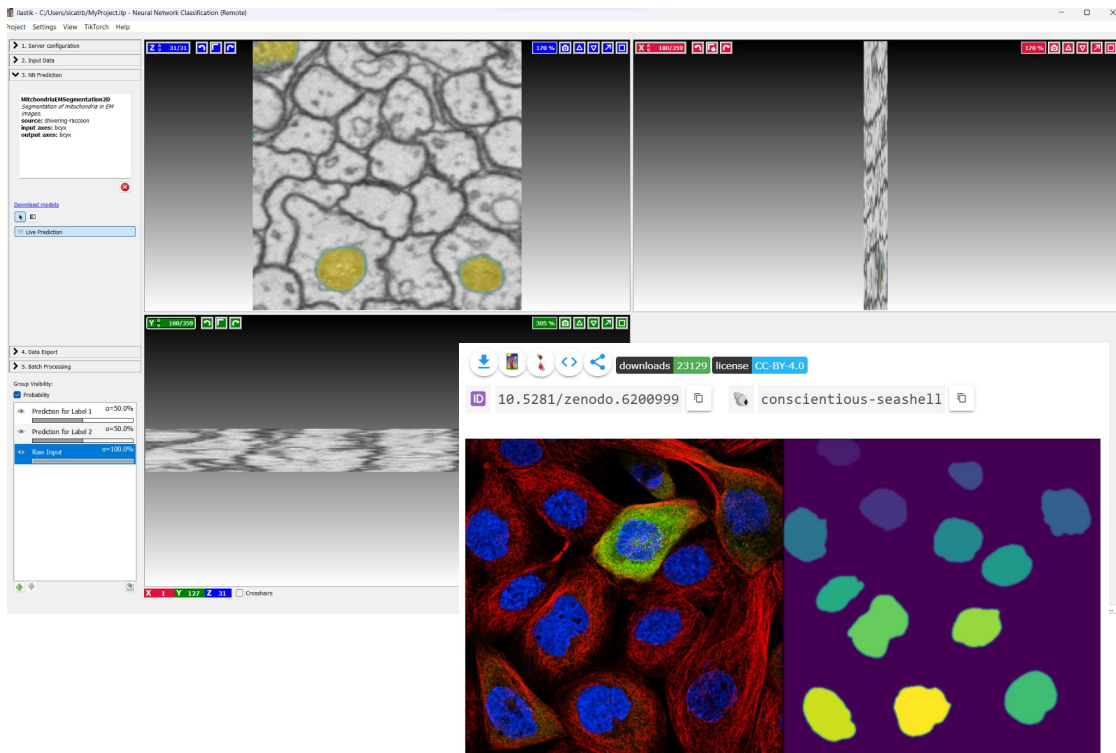 ilastik - C:/Users/sicatrb/MyProject.ilp - Neural Network Classification (Remote)
Project Settings View TikTorch Help
1. Server configuration
2. Input Data
3. NN Prediction
MitchondriaEMSegmentation2D
Segmentation of mitochondria in EM
images.
source: shivering-raccoon
input axes: bcyx
output axes: bcyx
Download models
Live Prediction
4. Data Export
5. Batch Processing
Group Visibility:
Probability
Prediction for Label 1 α=50.0%
Prediction for Label 2 α=50.0%
Raw Input α=100.0%
Z 31/31 170 %
X 180/359 170 %
Y 180/359 305 %
X 1 Y 127 Z 31 Crosshairs
downloads 23129 license CC-BY-4.0
ID 10.5281/zenodo.6200999 conscientious-seashell